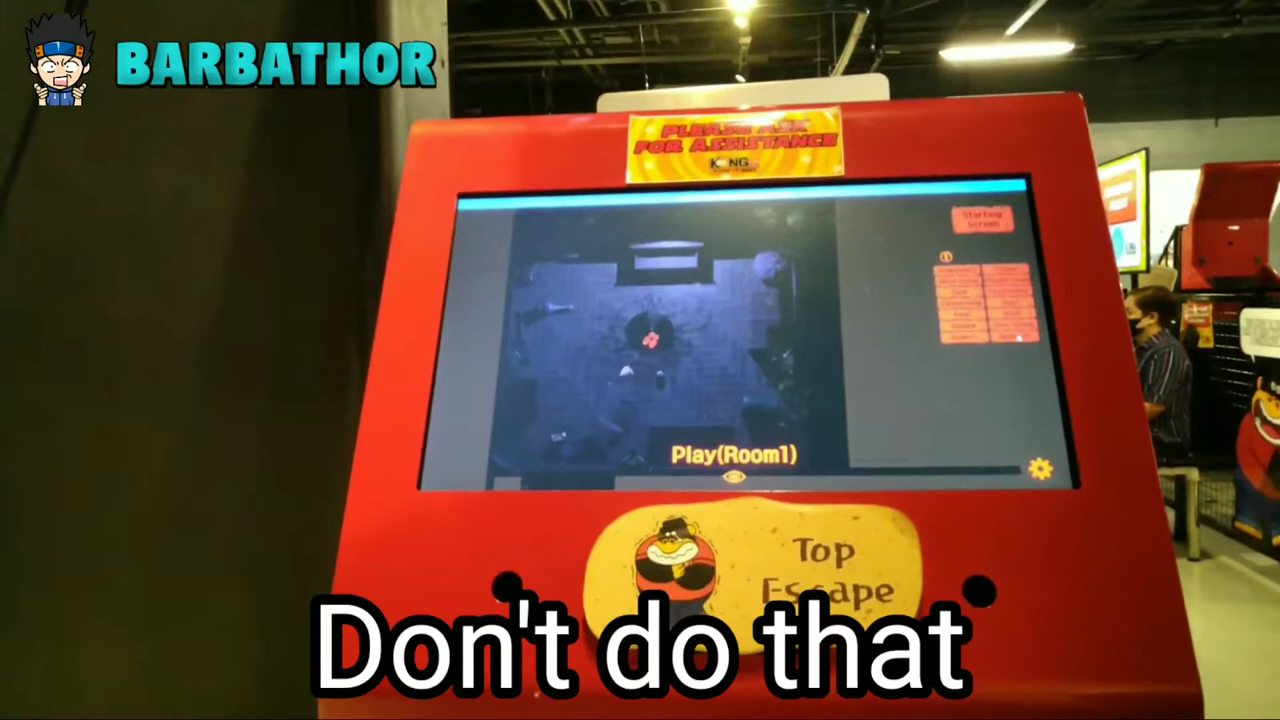 BARBATHOR
PLEASE ASK
FOR ASSISTANCE
KONG
Starting
Screen
Play(Room1)
Top
Escape
Don't do that